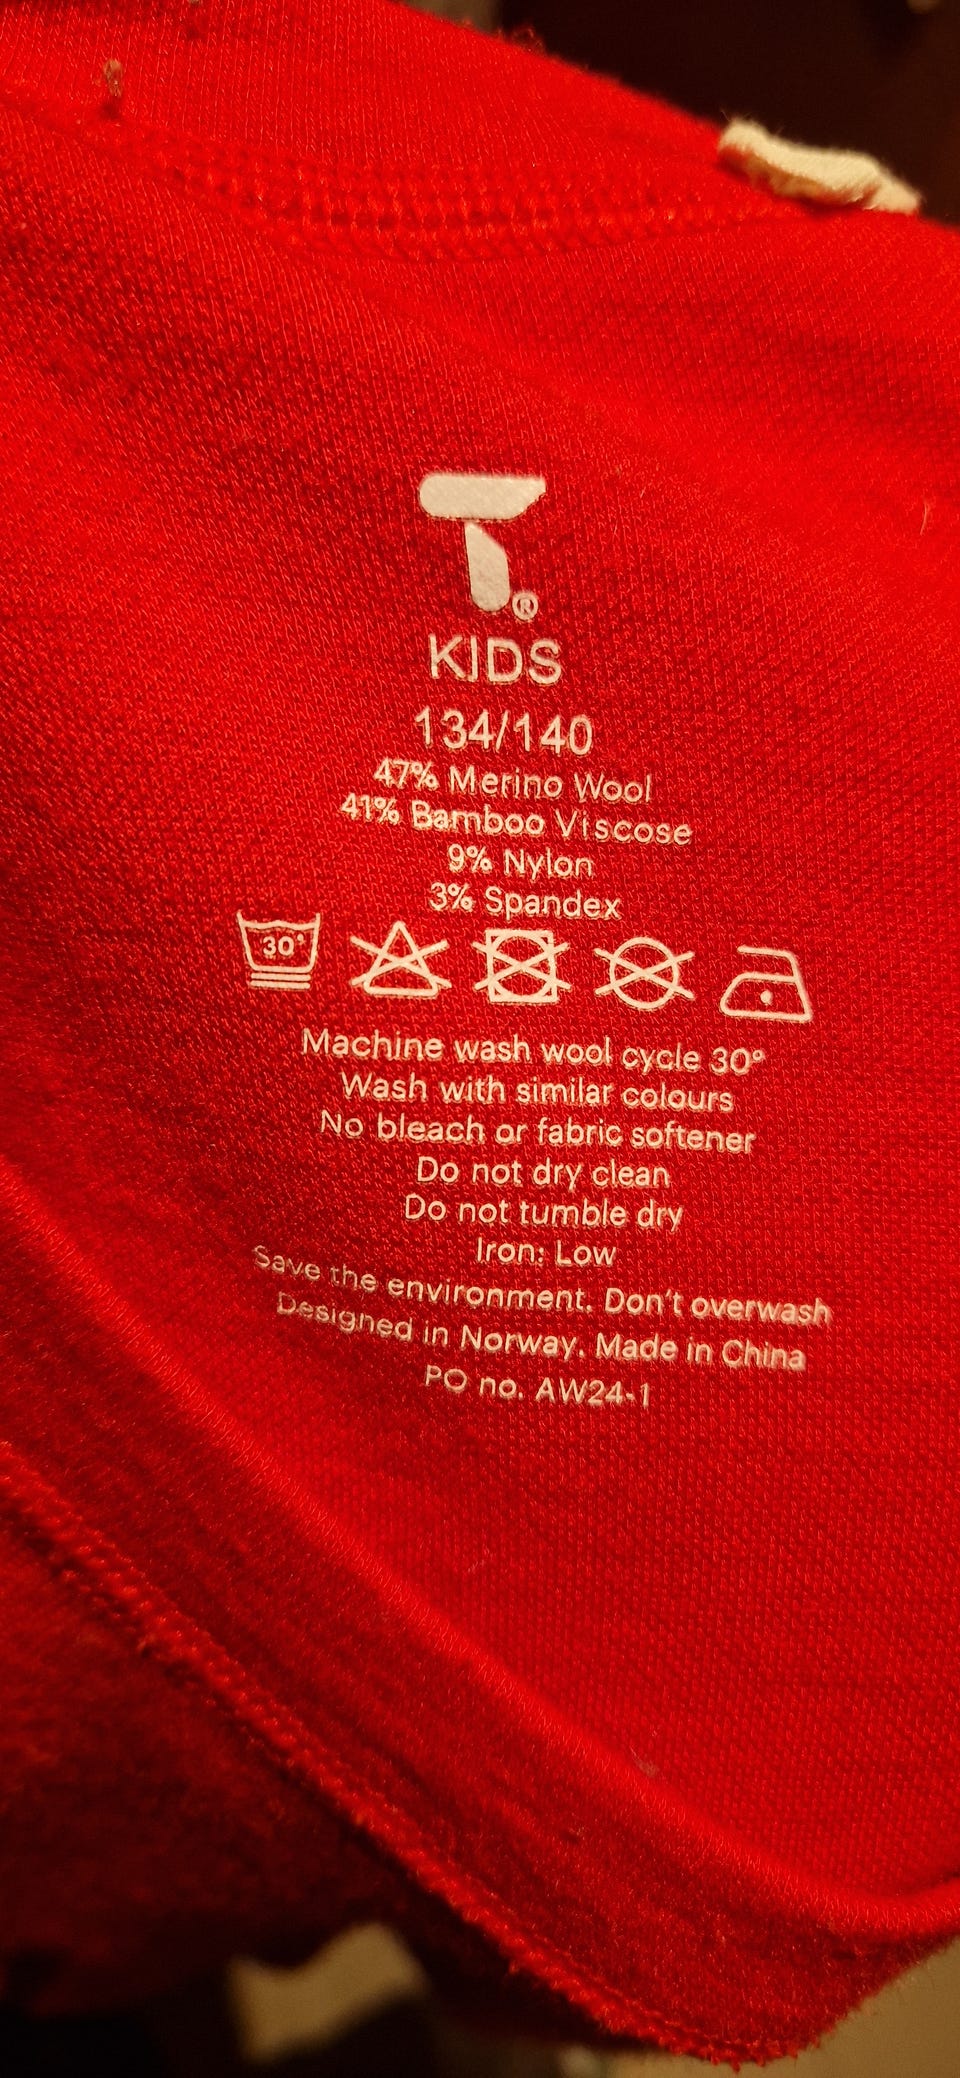 T®
KIDS
134/140
47% Merino Wool
41% Bamboo Viscose
9% Nylon
3% Spandex
30°
Machine wash wool cycle 30°
Wash with similar colours
No bleach or fabric softener
Do not dry clean
Do not tumble dry
Iron: Low
Save the environment. Don't overwash
Designed in Norway. Made in China
PO no. AW24-1